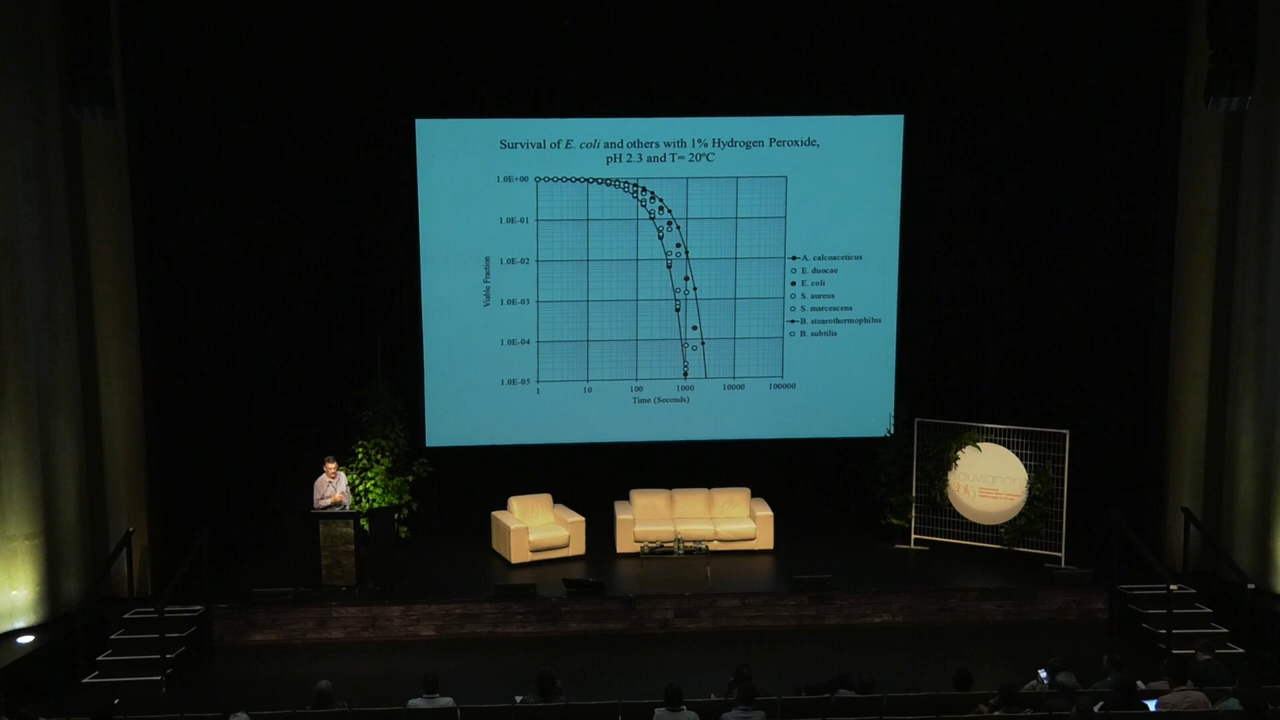 Survival of E. coli and others with 1% Hydrogen Peroxide,
pH 2.3 and T= 20ºC
1.0E+00
1.0E-01
1.0E-02
1.0E-03
1.0E-04
1.0E-05
Viable Fraction
1
10
100
1000
10000
100000
Time (Seconds)
A. calcoaceticus
E. duocae
E. coli
S. aureus
S. marcescens
B. stearothermophilus
B. subtilis
sauvignon